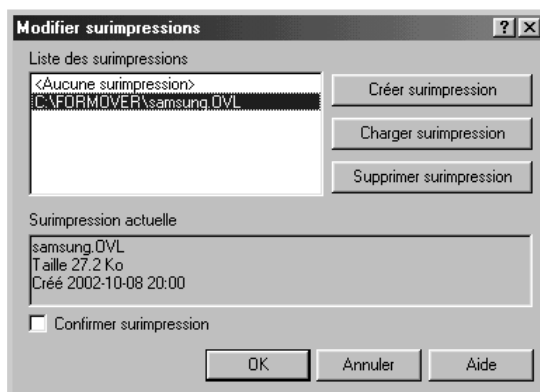 Modifier surimpressions
Liste des surimpressions
<Aucune surimpression>
C:\FORMOVER\samsung.OVL
Créer surimpression
Charger surimpression
Supprimer surimpression
Surimpression actuelle
samsung.OVL
Taille 27.2 Ko
Créé 2002-10-08 20:00
Confirmer surimpression
OK
Annuler
Aide